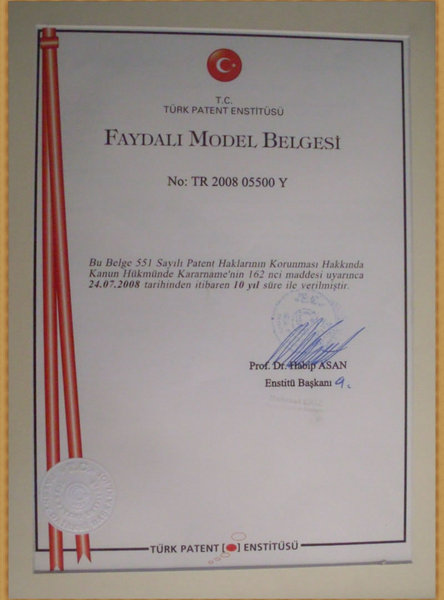 T.C.
TÜRK PATENT ENSTİTÜSÜ
FAYDALI MODEL BELGESİ
No: TR 2008 05500 Y
Bu Belge 551 Sayılı Patent Haklarının Korunması Hakkında
Kanun Hükmünde Kararname'nin 162 nci maddesi uyarınca
24.07.2008 tarihinden itibaren 10 yıl süre ile verilmiştir.
Prof. Dr. Habip ASAN
Enstitü Başkanı
TÜRK PATENT ENSTİTÜSÜ